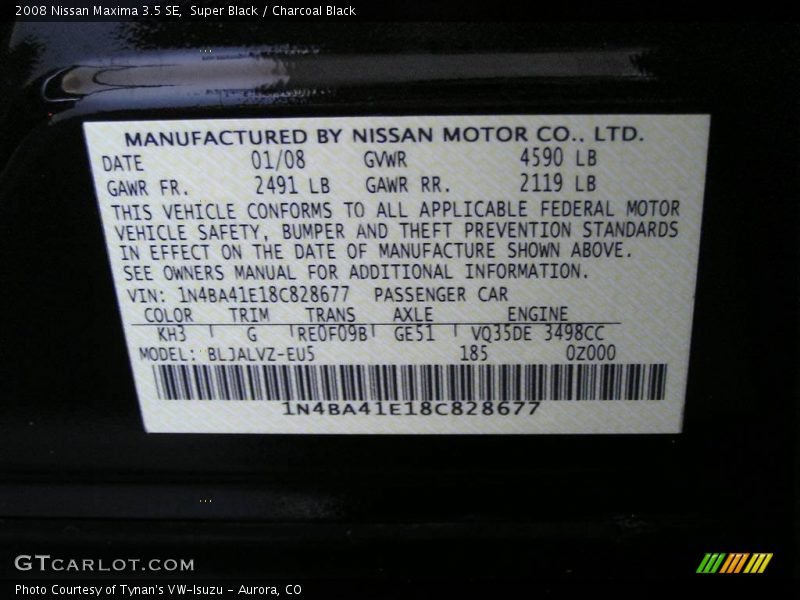 2008 Nissan Maxima 3.5 SE, Super Black / Charcoal Black
MANUFACTURED BY NISSAN MOTOR CO., LTD.
DATE 01/08 GVWR 4590 LB
GAWR FR. 2491 LB GAWR RR. 2119 LB
THIS VEHICLE CONFORMS TO ALL APPLICABLE FEDERAL MOTOR
VEHICLE SAFETY, BUMPER AND THEFT PREVENTION STANDARDS
IN EFFECT ON THE DATE OF MANUFACTURE SHOWN ABOVE.
SEE OWNERS MANUAL FOR ADDITIONAL INFORMATION.
VIN: 1N4BA41E18C828677 PASSENGER CAR
COLOR TRIM TRANS AXLE ENGINE
KH3 G RE0F09B GE51 VQ35DE 3498CC
MODEL: BLJALVZ-EU5 185 0Z000
1N4BA41E18C828677
GTCARLOT.COM
Photo Courtesy of Tynan's VW-Isuzu - Aurora, CO